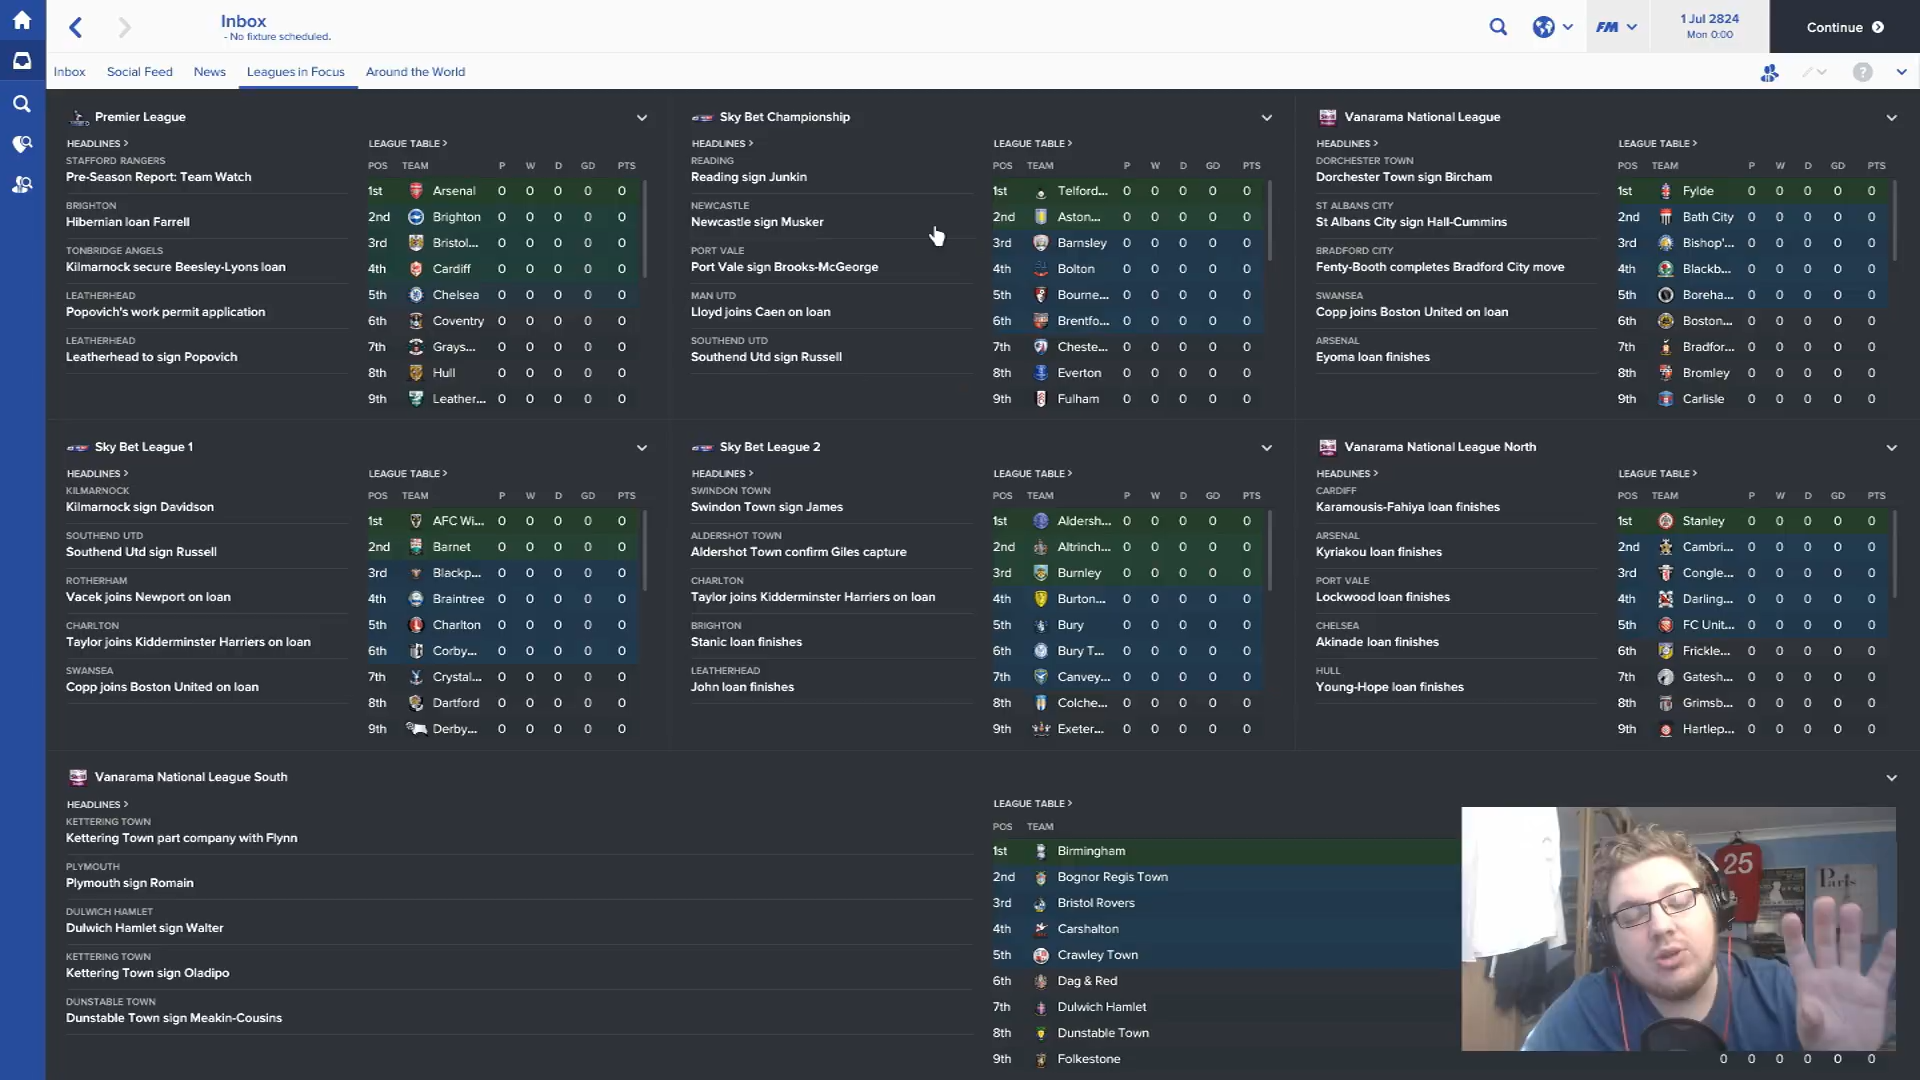 Inbox
- No fixture scheduled.
FM
1 Jul 2824
Mon 0:00
Continue
Inbox Social Feed News Leagues in Focus Around the World
Premier League
HEADLINES >
STAFFORD RANGERS
Pre-Season Report: Team Watch
BRIGHTON
Hibernian loan Farrell
TONBRIDGE ANGELS
Kilmarnock secure Beesley-Lyons loan
LEATHERHEAD
Popovich's work permit application
LEATHERHEAD
Leatherhead to sign Popovich
LEAGUE TABLE >
POS TEAM P W D GD PTS
1st Arsenal 0 0 0 0 0
2nd Brighton 0 0 0 0 0
3rd Bristol... 0 0 0 0 0
4th Cardiff 0 0 0 0 0
5th Chelsea 0 0 0 0 0
6th Coventry 0 0 0 0 0
7th Grays... 0 0 0 0 0
8th Hull 0 0 0 0 0
9th Leather... 0 0 0 0 0
Sky Bet Championship
HEADLINES >
READING
Reading sign Junkin
NEWCASTLE
Newcastle sign Musker
PORT VALE
Port Vale sign Brooks-McGeorge
MAN UTD
Lloyd joins Caen on loan
SOUTHEND UTD
Southend Utd sign Russell
LEAGUE TABLE >
POS TEAM P W D GD PTS
1st Telford... 0 0 0 0 0
2nd Aston... 0 0 0 0 0
3rd Barnsley 0 0 0 0 0
4th Bolton 0 0 0 0 0
5th Bourne... 0 0 0 0 0
6th Brentfo... 0 0 0 0 0
7th Cheste... 0 0 0 0 0
8th Everton 0 0 0 0 0
9th Fulham 0 0 0 0 0
Vanarama National League
HEADLINES >
DORCHESTER TOWN
Dorchester Town sign Bircham
ST ALBANS CITY
St Albans City sign Hall-Cummins
BRADFORD CITY
Fenty-Booth completes Bradford City move
SWANSEA
Copp joins Boston United on loan
ARSENAL
Eyoma loan finishes
LEAGUE TABLE >
POS TEAM P W D GD PTS
1st Fylde 0 0 0 0 0
2nd Bath City 0 0 0 0 0
3rd Bishop'... 0 0 0 0 0
4th Blackb... 0 0 0 0 0
5th Boreha... 0 0 0 0 0
6th Boston... 0 0 0 0 0
7th Bradfor... 0 0 0 0 0
8th Bromley 0 0 0 0 0
9th Carlisle 0 0 0 0 0
Sky Bet League 1
HEADLINES >
KILMARNOCK
Kilmarnock sign Davidson
SOUTHEND UTD
Southend Utd sign Russell
ROTHERHAM
Vacek joins Newport on loan
CHARLTON
Taylor joins Kidderminster Harriers on loan
SWANSEA
Copp joins Boston United on loan
LEAGUE TABLE >
POS TEAM P W D GD PTS
1st AFC Wi... 0 0 0 0 0
2nd Barnet 0 0 0 0 0
3rd Blackp... 0 0 0 0 0
4th Braintree 0 0 0 0 0
5th Charlton 0 0 0 0 0
6th Corby... 0 0 0 0 0
7th Crystal... 0 0 0 0 0
8th Dartford 0 0 0 0 0
9th Derby... 0 0 0 0 0
Sky Bet League 2
HEADLINES >
SWINDON TOWN
Swindon Town sign James
ALDERSHOT TOWN
Aldershot Town confirm Giles capture
CHARLTON
Taylor joins Kidderminster Harriers on loan
BRIGHTON
Stanic loan finishes
LEATHERHEAD
John loan finishes
LEAGUE TABLE >
POS TEAM P W D GD PTS
1st Aldersh... 0 0 0 0 0
2nd Altrinch... 0 0 0 0 0
3rd Burnley 0 0 0 0 0
4th Burton... 0 0 0 0 0
5th Bury 0 0 0 0 0
6th Bury T... 0 0 0 0 0
7th Canvey... 0 0 0 0 0
8th Colche... 0 0 0 0 0
9th Exeter... 0 0 0 0 0
Vanarama National League North
HEADLINES >
CARDIFF
Karamousis-Fahiya loan finishes
ARSENAL
Kyriakou loan finishes
PORT VALE
Lockwood loan finishes
CHELSEA
Akinade loan finishes
HULL
Young-Hope loan finishes
LEAGUE TABLE >
POS TEAM P W D GD PTS
1st Stanley 0 0 0 0 0
2nd Cambri... 0 0 0 0 0
3rd Congle... 0 0 0 0 0
4th Darling... 0 0 0 0 0
5th FC Unit... 0 0 0 0 0
6th Frickle... 0 0 0 0 0
7th Gatesh... 0 0 0 0 0
8th Grimsb... 0 0 0 0 0
9th Hartlep... 0 0 0 0 0
Vanarama National League South
HEADLINES >
KETTERING TOWN
Kettering Town part company with Flynn
PLYMOUTH
Plymouth sign Romain
DULWICH HAMLET
Dulwich Hamlet sign Walter
KETTERING TOWN
Kettering Town sign Oladipo
DUNSTABLE TOWN
Dunstable Town sign Meakin-Cousins
LEAGUE TABLE >
POS TEAM
1st Birmingham
2nd Bognor Regis Town
3rd Bristol Rovers
4th Carshalton
5th Crawley Town
6th Dag & Red
7th Dulwich Hamlet
8th Dunstable Town
9th Folkestone 0 0 0 0 0
25
Paris